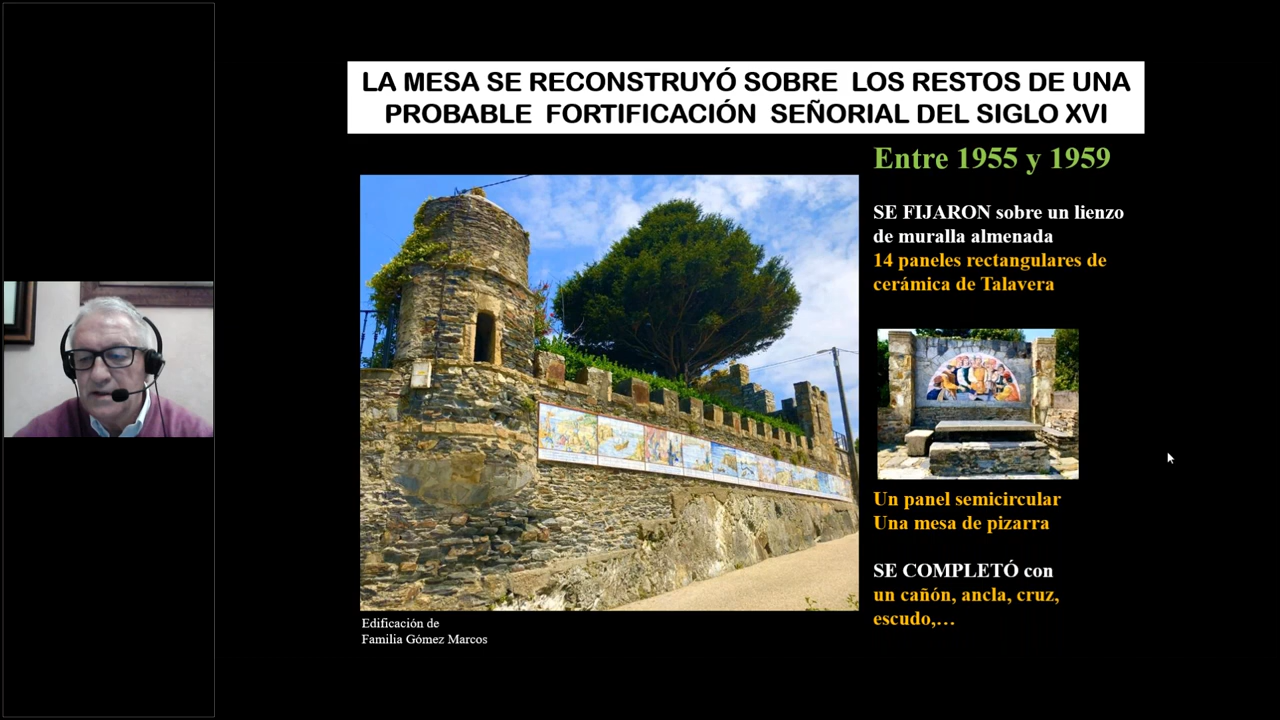 LA MESA SE RECONSTRUYÓ SOBRE LOS RESTOS DE UNA
PROBABLE FORTIFICACIÓN SEÑORIAL DEL SIGLO XVI
Entre 1955 y 1959
SE FIJARON sobre un lienzo
de muralla almenada
14 paneles rectangulares de
cerámica de Talavera
Un panel semicircular
Una mesa de pizarra
SE COMPLETÓ con
un cañón, ancla, cruz,
escudo,…
Edificación de
Familia Gómez Marcos